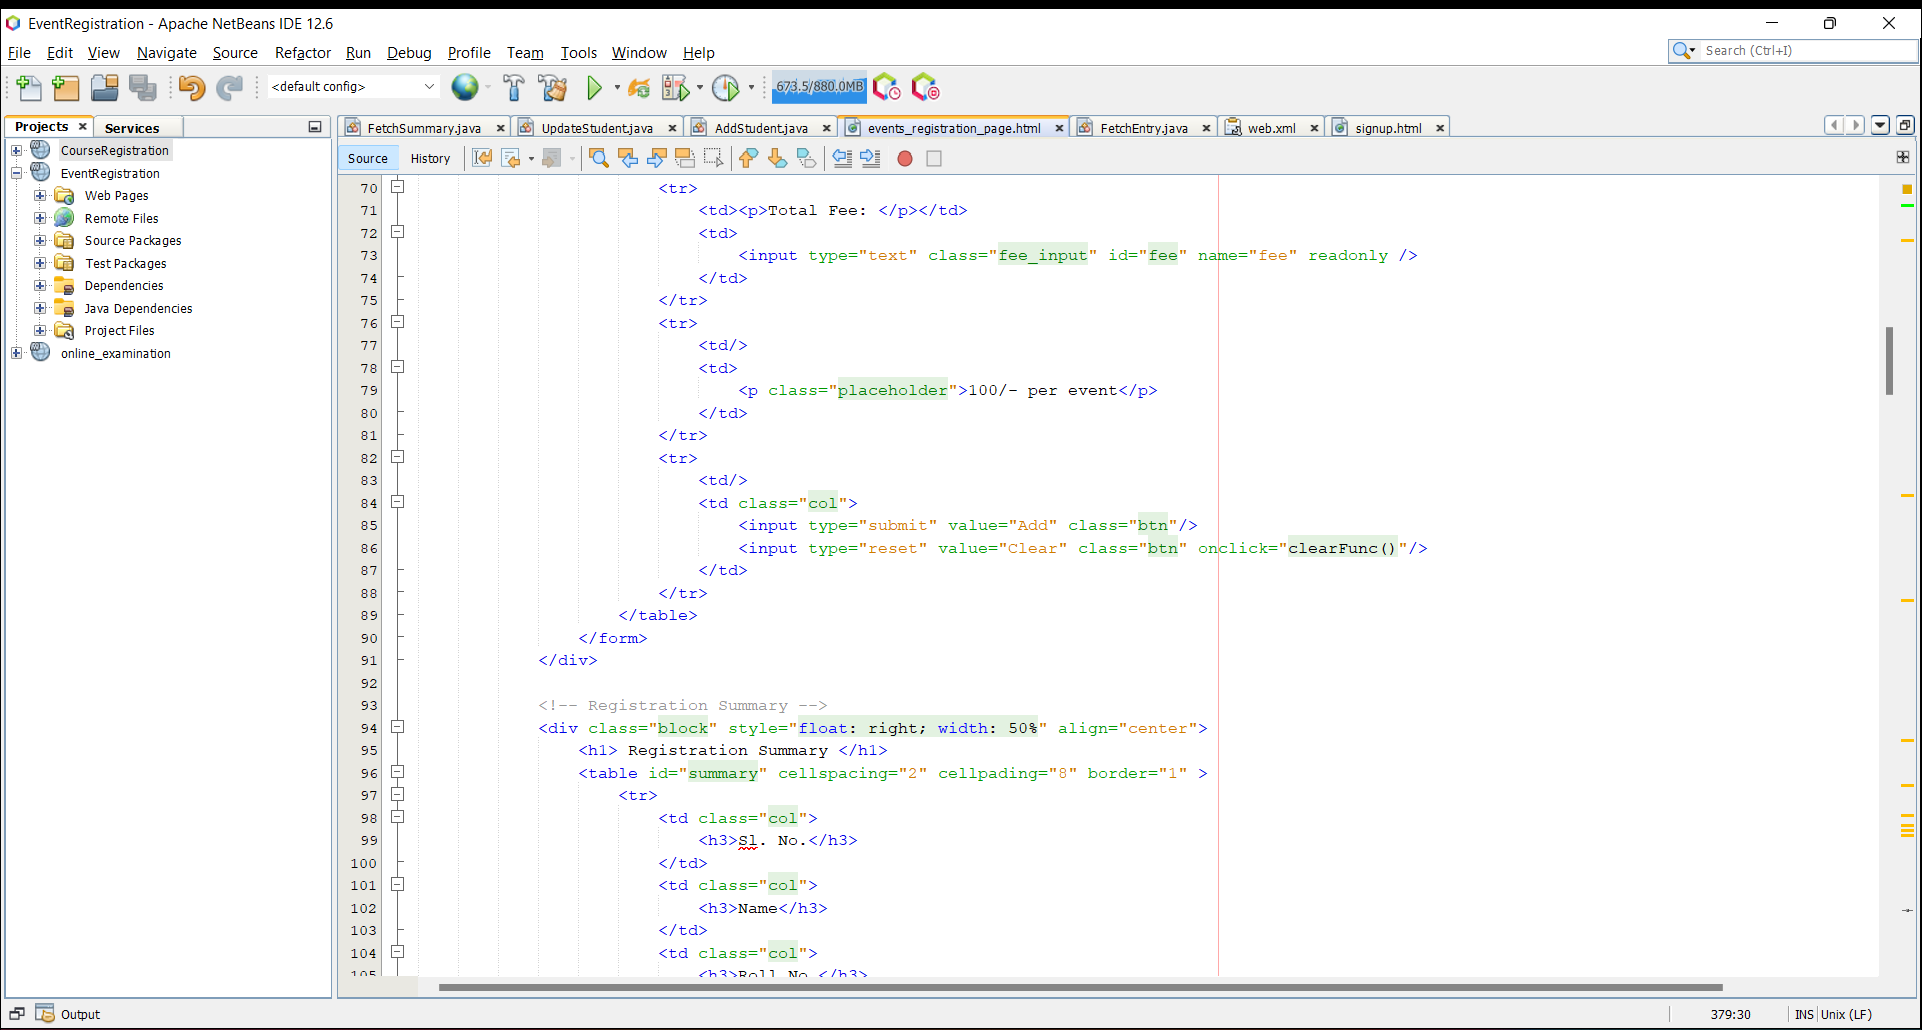 EventRegistration - Apache NetBeans IDE 12.6
File Edit View Navigate Source Refactor Run Debug Profile Team Tools Window Help
Search (Ctrl+I)
<default config>
673.5/880.0MB
Projects
Services
FetchSummary.java
UpdateStudent.java
AddStudent.java
events_registration_page.html
FetchEntry.java
web.xml
signup.html
CourseRegistration
EventRegistration
Web Pages
Remote Files
Source Packages
Test Packages
Dependencies
Java Dependencies
Project Files
online_examination
Source History
70 <tr>
71 <td><p>Total Fee: </p></td>
72 <td>
73 <input type="text" class="fee_input" id="fee" name="fee" readonly />
74 </td>
75 </tr>
76 <tr>
77 <td/>
78 <td>
79 <p class="placeholder">100/- per event</p>
80 </td>
81 </tr>
82 <tr>
83 <td/>
84 <td class="col">
85 <input type="submit" value="Add" class="btn"/>
86 <input type="reset" value="Clear" class="btn" onclick="clearFunc()"/>
87 </td>
88 </tr>
89 </table>
90 </form>
91 </div>
92
93 <!-- Registration Summary -->
94 <div class="block" style="float: right; width: 50%" align="center">
95 <h1> Registration Summary </h1>
96 <table id="summary" cellspacing="2" cellpading="8" border="1" >
97 <tr>
98 <td class="col">
99 <h3>Sl. No.</h3>
100 </td>
101 <td class="col">
102 <h3>Name</h3>
103 </td>
104 <td class="col">
105 <h3>Roll No.</h3>
Output
379:30
INS
Unix (LF)